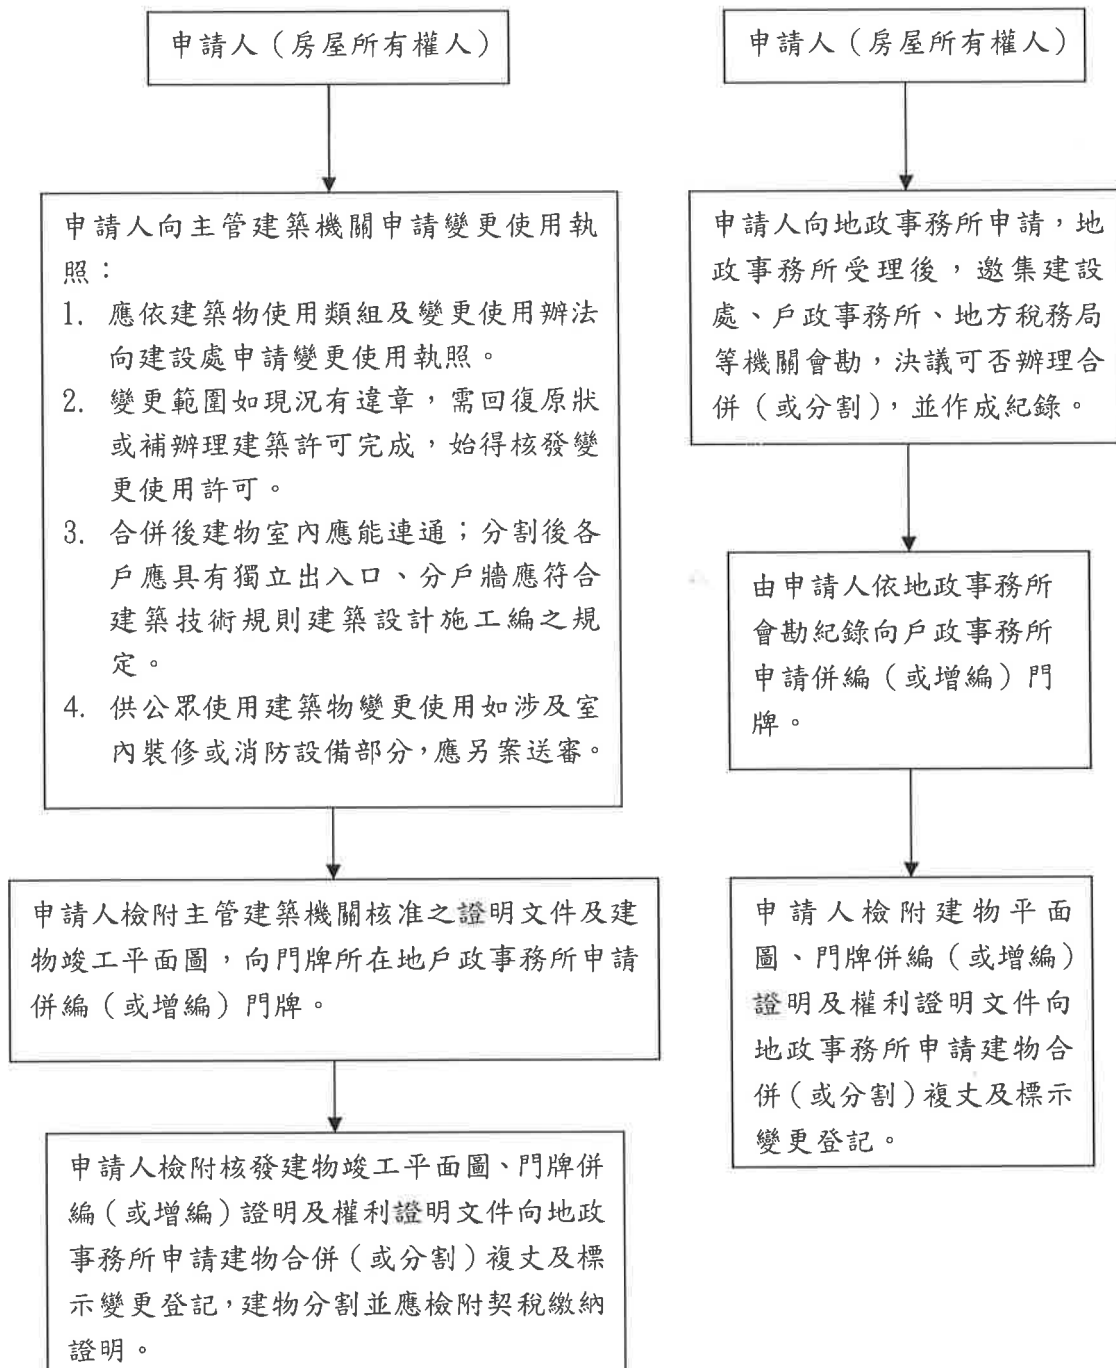 申請人（房屋所有權人）
申請人向主管建築機關申請變更使用執
照：
1. 應依建築物使用類組及變更使用辦法
向建設處申請變更使用執照。
2. 變更範圍如現況有違章，需回復原狀
或補辦理建築許可完成，始得核發變
更使用許可。
3. 合併後建物室內應能連通；分割後各
戶應具有獨立出入口、分戶牆應符合
建築技術規則建築設計施工編之規
定。
4. 供公眾使用建築物變更使用如涉及室
內裝修或消防設備部分，應另案送審。
申請人檢附主管建築機關核准之證明文件及建
物竣工平面圖，向門牌所在地戶政事務所申請
併編（或增編）門牌。
申請人檢附核發建物竣工平面圖、門牌併
編（或增編）證明及權利證明文件向地政
事務所申請建物合併（或分割）複丈及標
示變更登記，建物分割並應檢附契稅繳納
證明。
申請人（房屋所有權人）
申請人向地政事務所申請，地
政事務所受理後，邀集建設
處、戶政事務所、地方稅務局
等機關會勘，決議可否辦理合
併（或分割），並作成紀錄。
由申請人依地政事務所
會勘紀錄向戶政事務所
申請併編（或增編）門
牌。
申請人檢附建物平面
圖、門牌併編（或增編）
證明及權利證明文件向
地政事務所申請建物合
併（或分割）複丈及標示
變更登記。